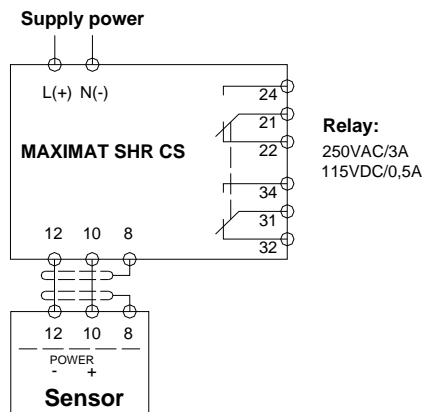 Supply power
L(+) N(-)
24
21
MAXIMAT SHR CS
22
Relay:
250VAC/3A
115VDC/0,5A
34
31
32
12 10 8
12 10 8
POWER
- +
Sensor